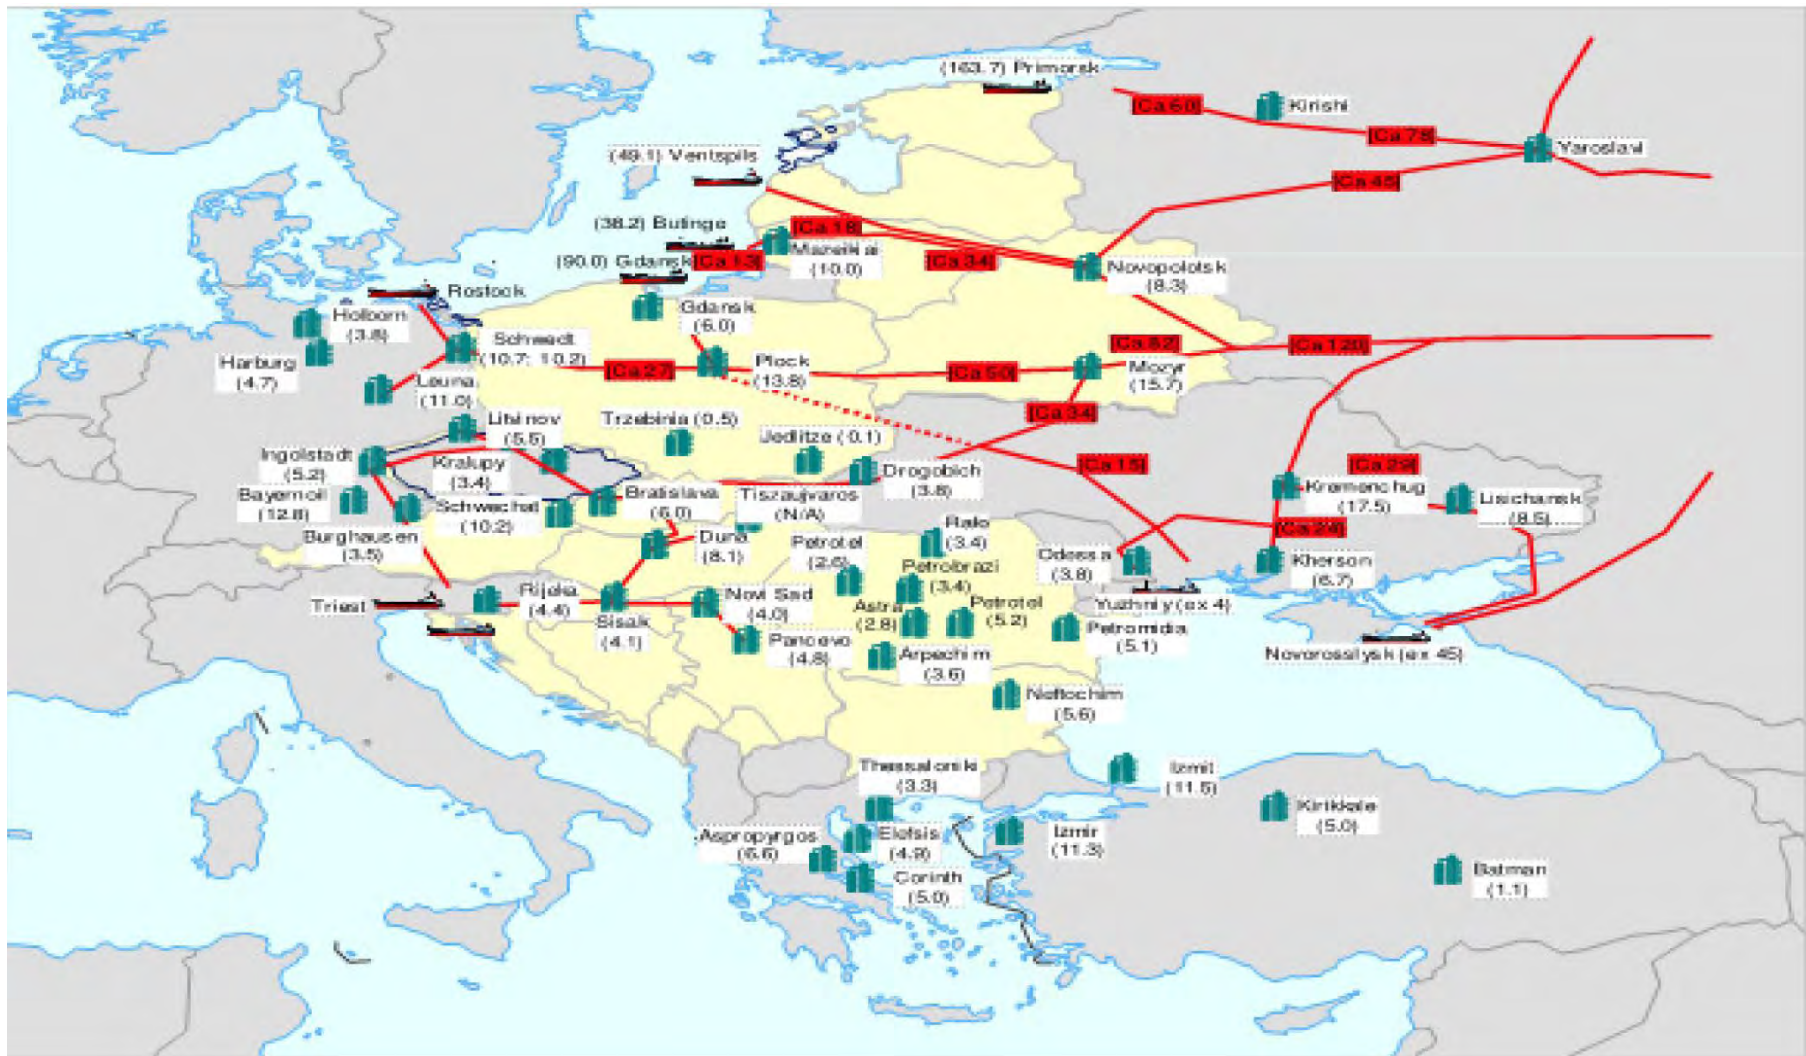 (163.7) Primorsk
[Ca 60]
Kirishi
[Ca 78]
Yaroslavl
(49.1) Ventspils
[Ca 45]
(38.2) Butinge
[Ca 18]
Mazeikiai
(10.0)
[Ca 13]
[Ca 34]
(90.0) Gdansk
Novopolotsk
(8.3)
Rostock
Holborn
(3.8)
Gdansk
(6.0)
Schwedt
(10.7; 10.2)
Harburg
(4.7)
[Ca 82]
[Ca 120]
Leuna
(11.0)
[Ca 27]
Plock
(13.8)
[Ca 50]
Mozyr
(15.7)
[Ca 34]
Litvinov
(5.5)
Trzebinia (0.5)
Jedlitze (0.1)
Ingolstadt
(5.2)
Kralupy
(3.4)
Drogobich
(3.8)
[Ca 15]
[Ca 29]
Kremenchug
(17.5)
Lisichansk
(8.5)
Bayernoil
(12.8)
Schwechat
(10.2)
Bratislava
(6.0)
Tiszaujvaros
(N/A)
Burghausen
(3.5)
Duna
(8.1)
Petrotel
(2.6)
Rafo
(3.4)
[Ca 24]
Odessa
(3.8)
Kherson
(6.7)
Petrobrazi
(3.4)
Triest
Rijeka
(4.4)
Sisak
(4.1)
Novi Sad
(4.0)
Astra
(2.8)
Petrotel
(5.2)
Yuzhniy (ex 4)
Pancevo
(4.8)
Arpechim
(3.6)
Petromidia
(5.1)
Novorossiysk (ex 45)
Neftochim
(5.6)
Thessaloniki
(3.3)
Izmit
(11.5)
Aspropyrgos
(6.6)
Elefsis
(4.9)
Izmir
(11.3)
Kirikkale
(5.0)
Corinth
(5.0)
Batman
(1.1)